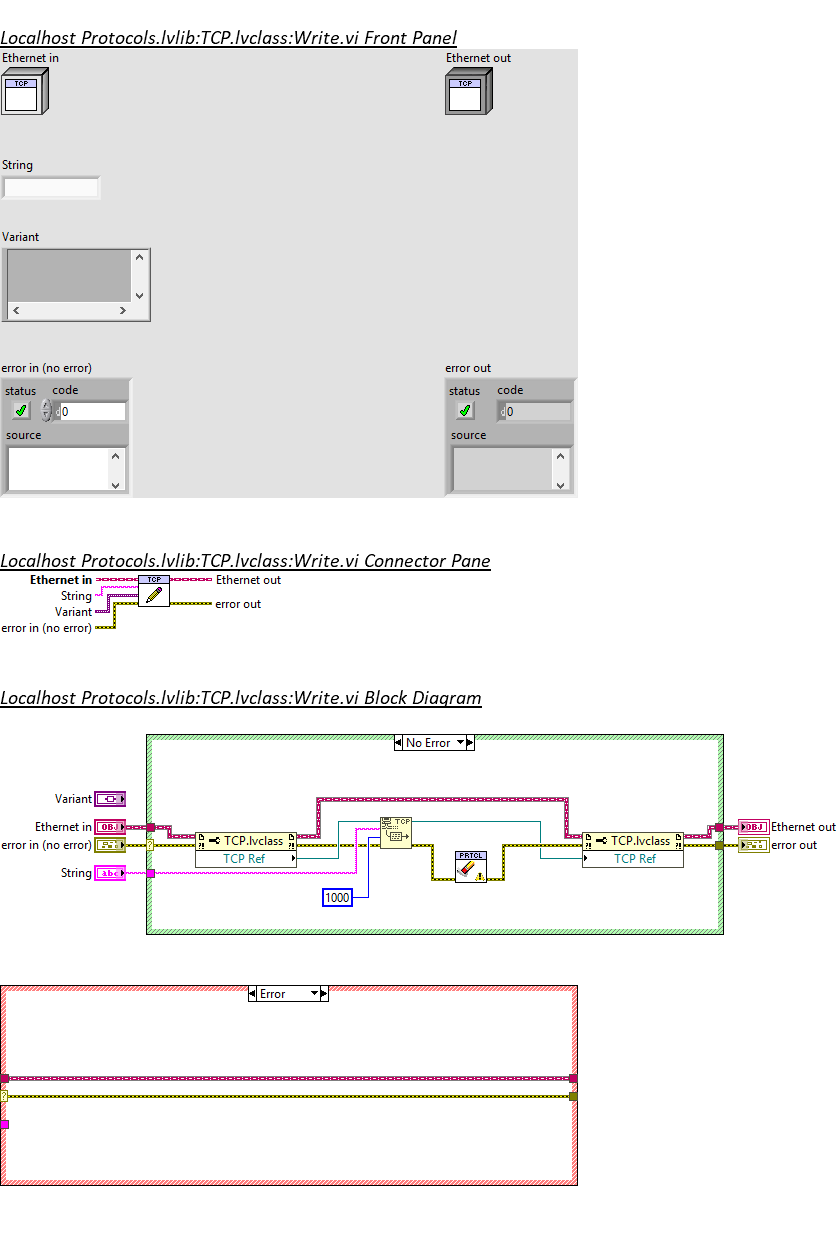 Localhost Protocols.lvlib:TCP.lvclass:Write.vi Front Panel
Ethernet in
Ethernet out
TCP
TCP
String
Variant
error in (no error)
error out
status code
status code
0
0
source
source
Localhost Protocols.lvlib:TCP.lvclass:Write.vi Connector Pane
Ethernet in
TCP
Ethernet out
String
Variant
error out
error in (no error)
Localhost Protocols.lvlib:TCP.lvclass:Write.vi Block Diagram
No Error
Variant
Ethernet in
OBJ
error in (no error)
String
abc
TCP.lvclass
TCP Ref
TCP
1000
PRTCL
TCP.lvclass
TCP Ref
OBJ
Ethernet out
error out
Error